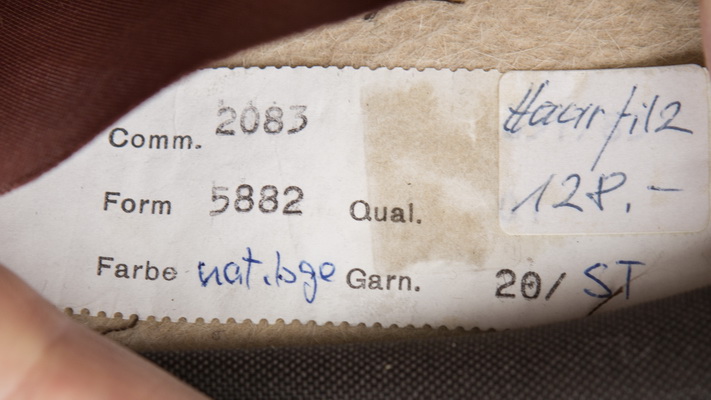 Comm. 2083
Haarfilz
128.–
Form 5882 Qual.
Farbe nat.bge Garn. 20/ ST